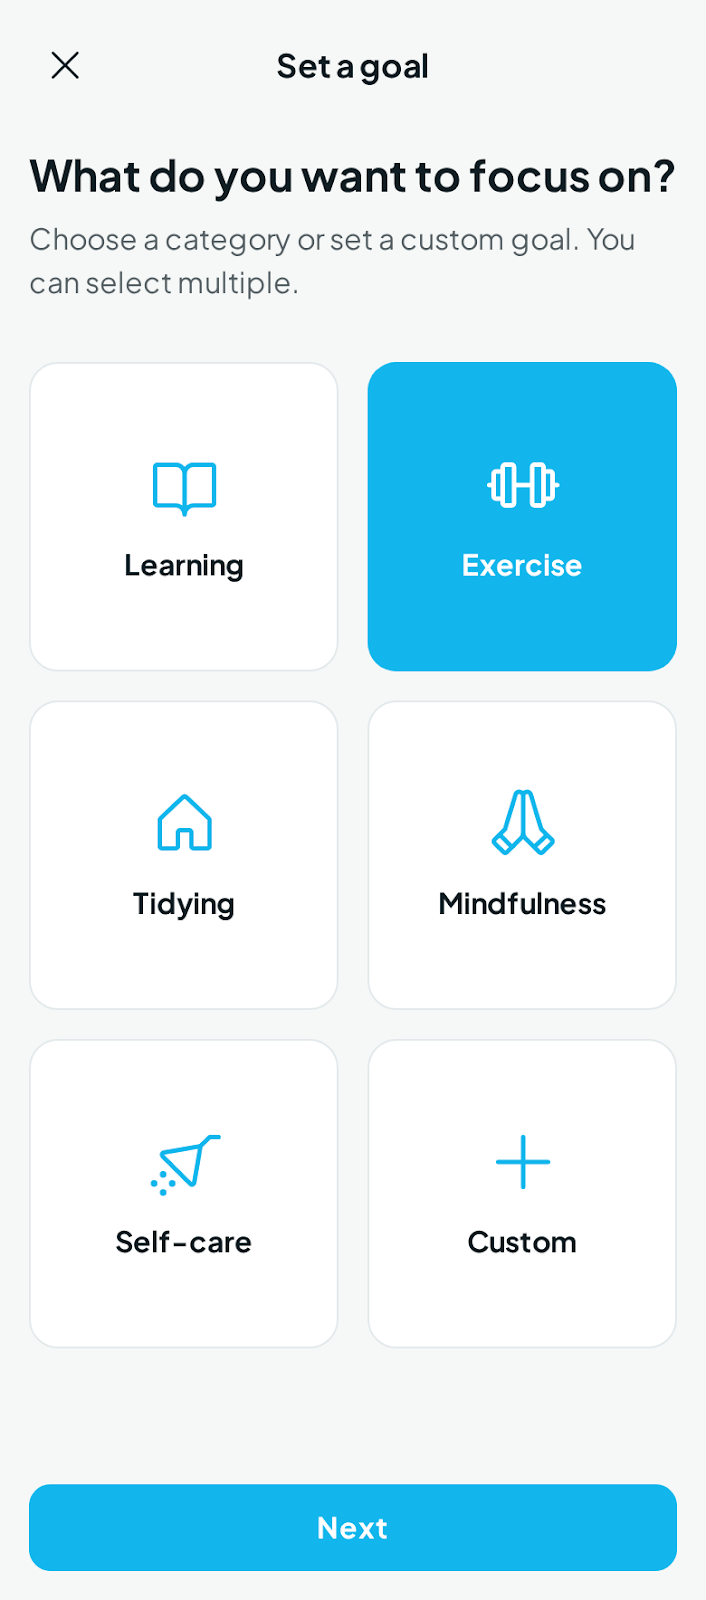 Set a goal
What do you want to focus on?
Choose a category or set a custom goal. You
can select multiple.
Learning
Exercise
Tidying
Mindfulness
Self-care
Custom
Next